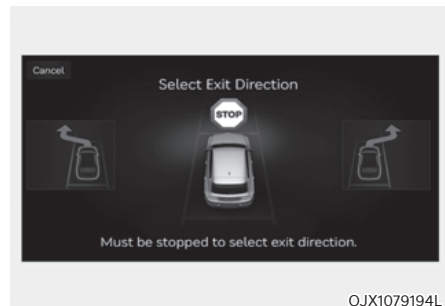 Cancel
Select Exit Direction
STOP
Must be stopped to select exit direction.
OJX1079194L